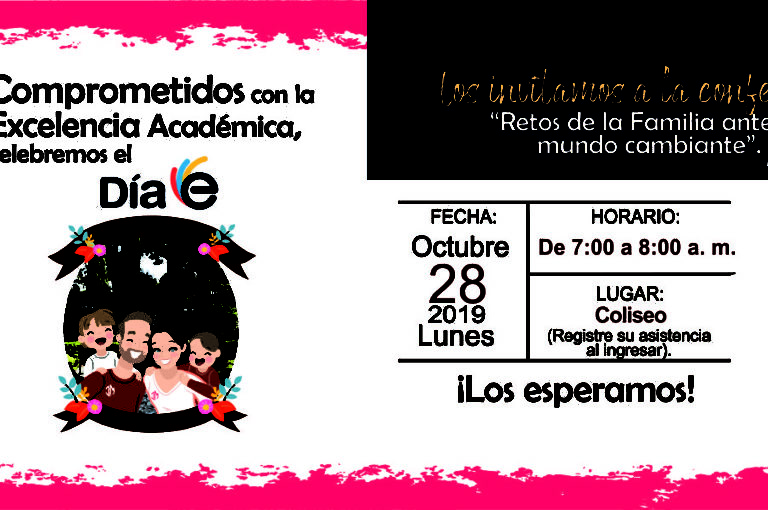 Comprometidos con la
Excelencia Académica,
elebremos el
Día e
Los invitamos a la confe
“Retos de la Familia ante
mundo cambiante”.
FECHA:
Octubre
28
2019
Lunes
HORARIO:
De 7:00 a 8:00 a. m.
LUGAR:
Coliseo
(Registre su asistencia
al ingresar).
¡Los esperamos!